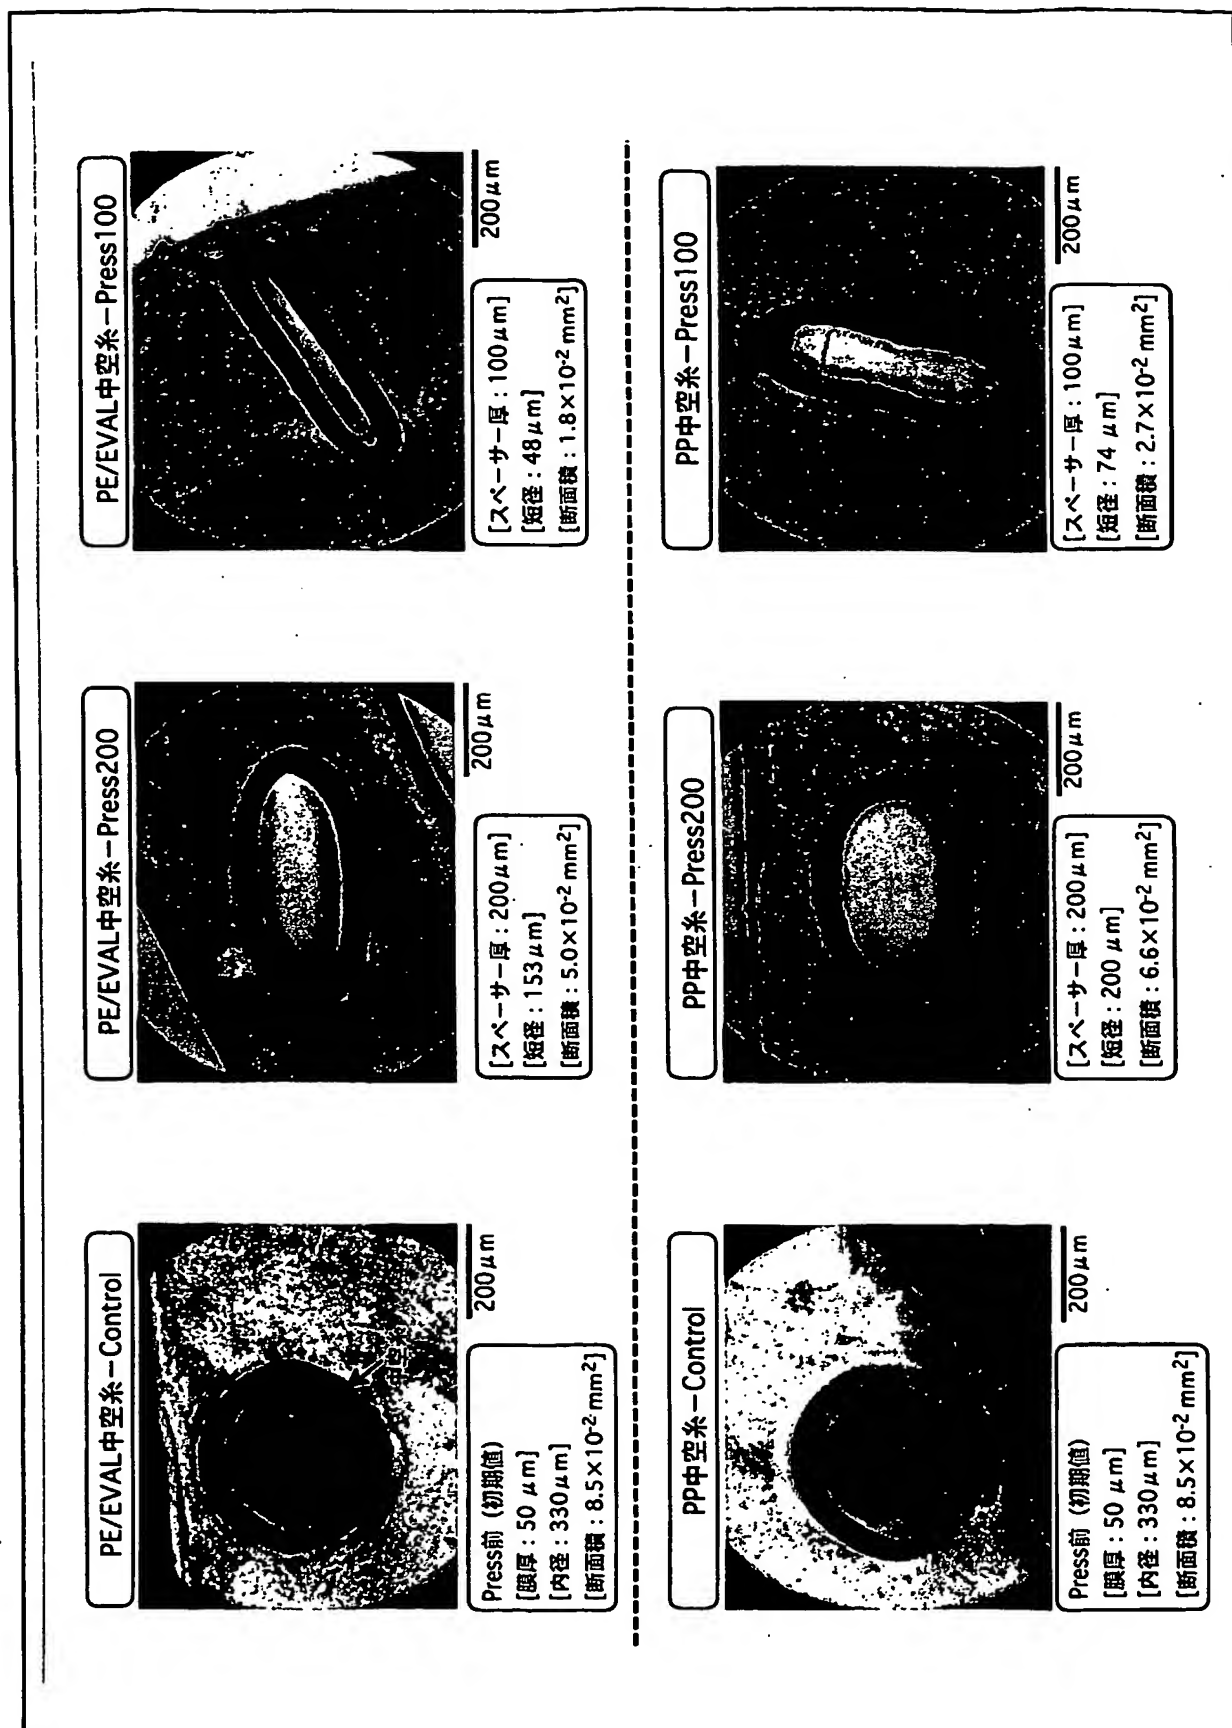 PE/EVAL中空糸−Control
200μm
Press前 (初期値)
[膜厚 : 50 μm]
[内径 : 330μm]
[断面積 : 8.5×10⁻² mm²]
PE/EVAL中空糸−Press200
200μm
[スペーサー厚 : 200μm]
[短径 : 153μm]
[断面積 : 5.0×10⁻² mm²]
PE/EVAL中空糸−Press100
200μm
[スペーサー厚 : 100μm]
[短径 : 48μm]
[断面積 : 1.8×10⁻² mm²]
PP中空糸−Control
200μm
Press前 (初期値)
[膜厚 : 50 μm]
[内径 : 330μm]
[断面積 : 8.5×10⁻² mm²]
PP中空糸−Press200
200μm
[スペーサー厚 : 200μm]
[短径 : 200 μm]
[断面積 : 6.6×10⁻² mm²]
PP中空糸−Press100
200μm
[スペーサー厚 : 100μm]
[短径 : 74 μm]
[断面積 : 2.7×10⁻² mm²]